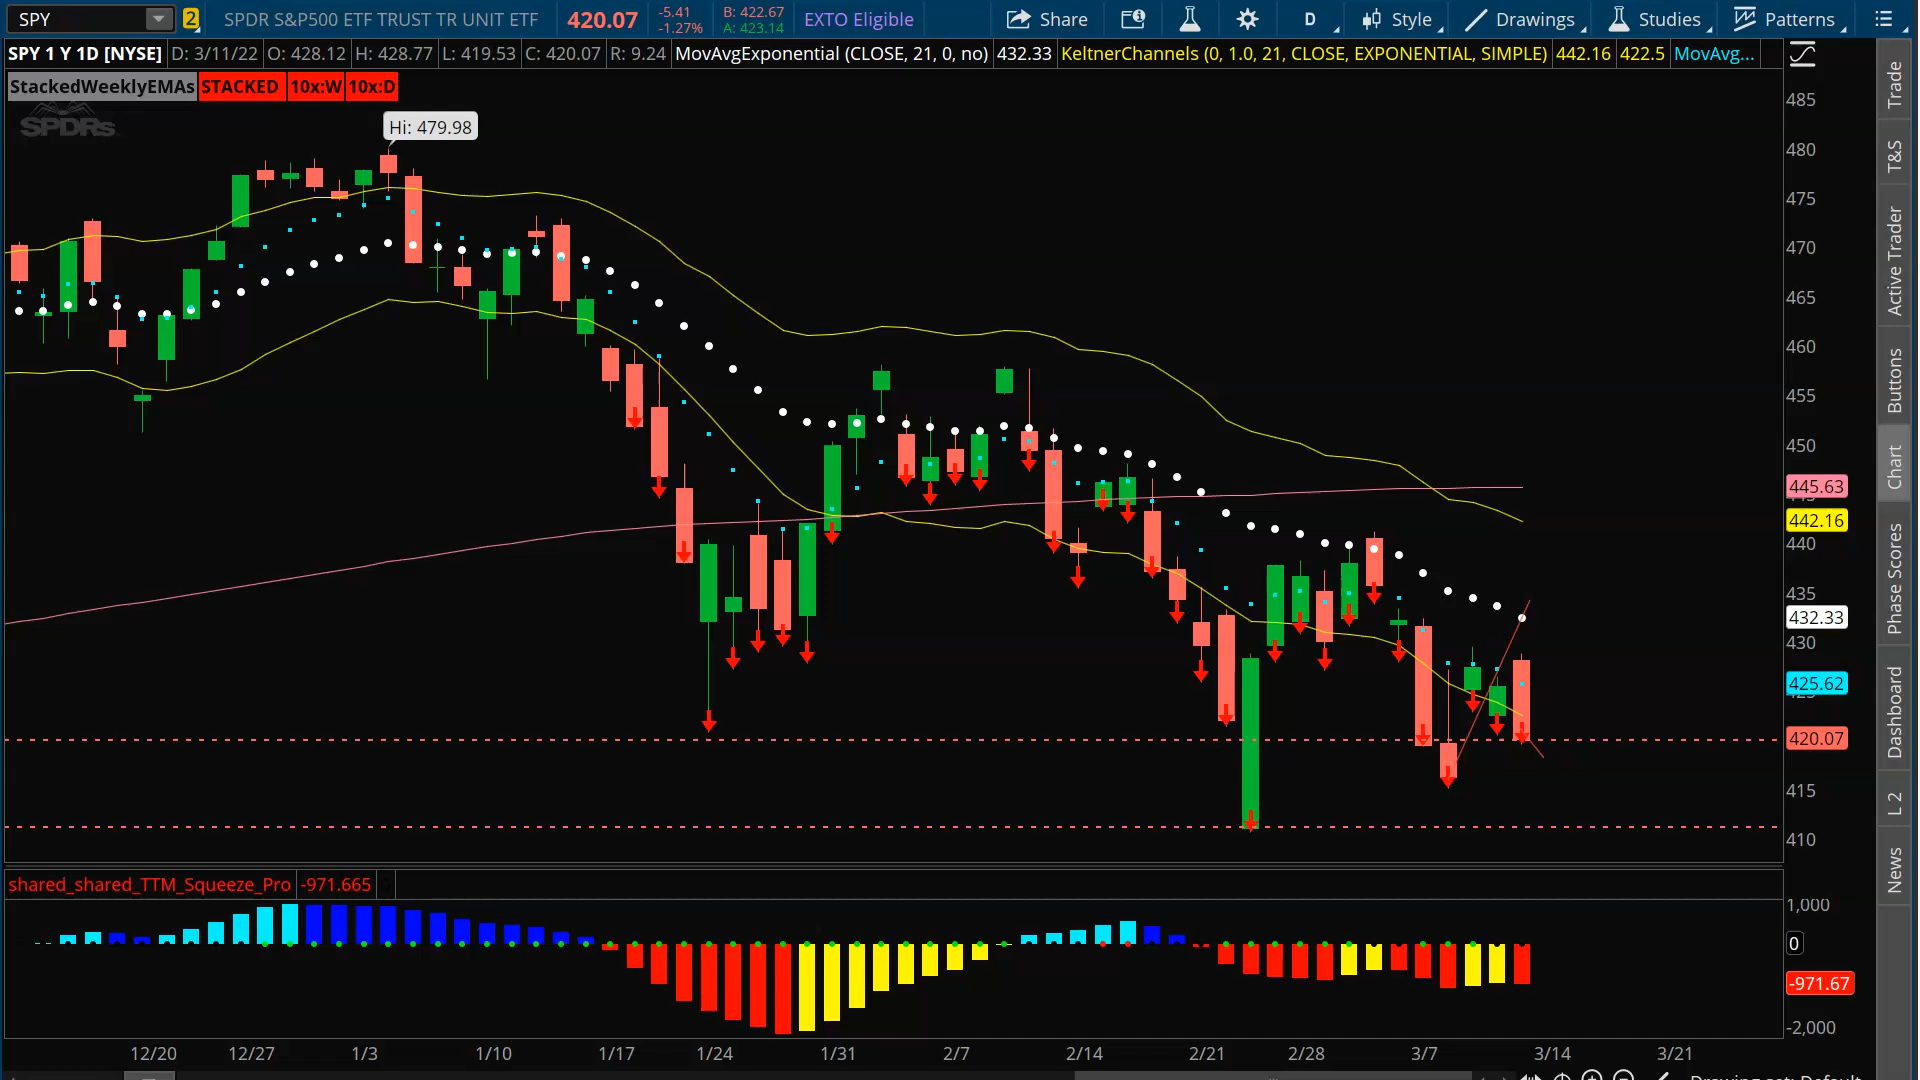 SPY 2 SPDR S&P500 ETF TRUST TR UNIT ETF 420.07 -5.41 -1.27% B: 422.67 A: 423.14 EXTO Eligible Share D Style Drawings Studies Patterns
SPY 1 Y 1D [NYSE] D: 3/11/22 O: 428.12 H: 428.77 L: 419.53 C: 420.07 R: 9.24 MovAvgExponential (CLOSE, 21, 0, no) 432.33 KeltnerChannels (0, 1.0, 21, CLOSE, EXPONENTIAL, SIMPLE) 442.16 422.5 MovAvg...
StackedWeeklyEMAs STACKED 10x:W 10x:D
SPDRs
Hi: 479.98
485
480
475
470
465
460
455
450
445.63
442.16
440
435
432.33
430
425.62
420.07
415
410
shared_shared_TTM_Squeeze_Pro -971.665
1,000
0
-971.67
-2,000
12/20 12/27 1/3 1/10 1/17 1/24 1/31 2/7 2/14 2/21 2/28 3/7 3/14 3/21
Trade
T&S
Active Trader
Buttons
Chart
Phase Scores
Dashboard
L 2
News
Drawing set: Default